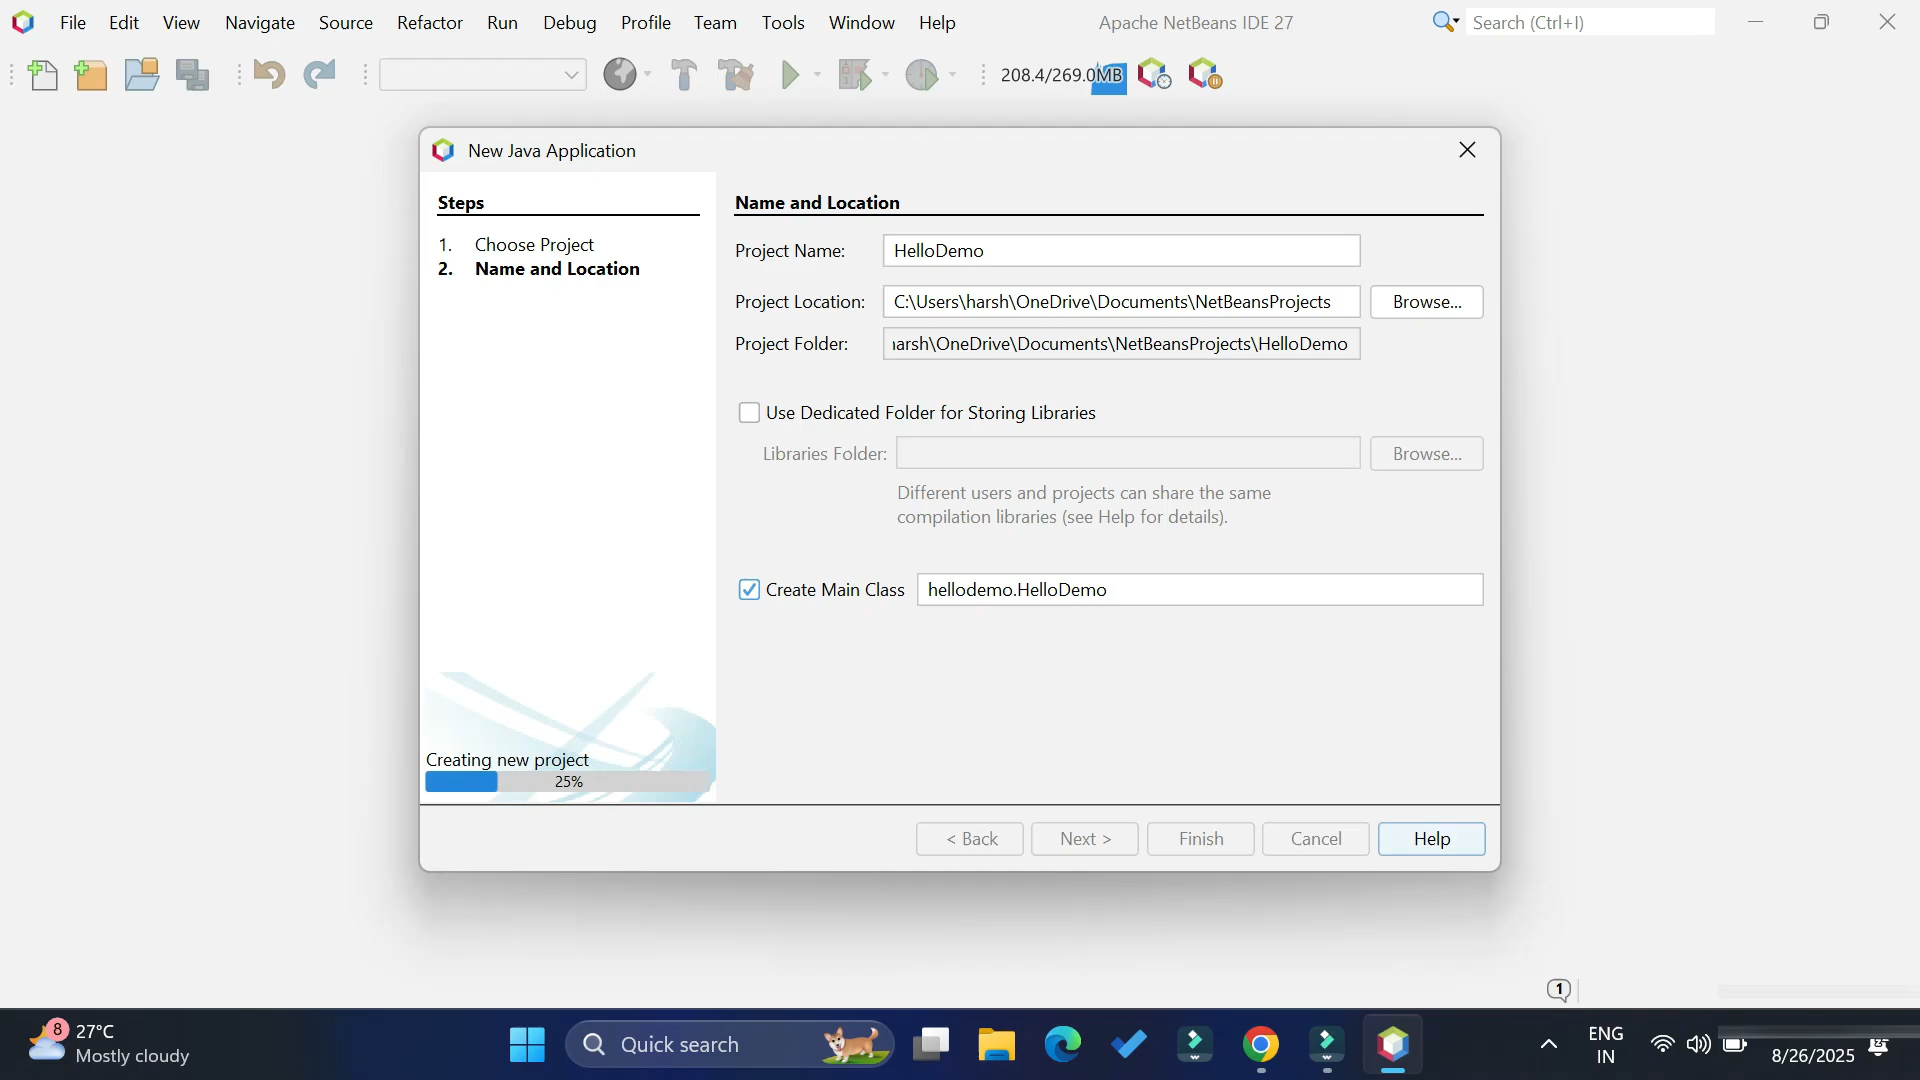 File Edit View Navigate Source Refactor Run Debug Profile Team Tools Window Help Apache NetBeans IDE 27 Search (Ctrl+I)
208.4/269.0MB
New Java Application
Steps
1. Choose Project
2. Name and Location
Creating new project
25%
Name and Location
Project Name: HelloDemo
Project Location: C:\Users\harsh\OneDrive\Documents\NetBeansProjects Browse...
Project Folder: arsh\OneDrive\Documents\NetBeansProjects\HelloDemo
Use Dedicated Folder for Storing Libraries
Libraries Folder: Browse...
Different users and projects can share the same
compilation libraries (see Help for details).
Create Main Class hellodemo.HelloDemo
< Back Next > Finish Cancel Help
1
8 27°C
Mostly cloudy
Quick search
ENG
IN
8/26/2025